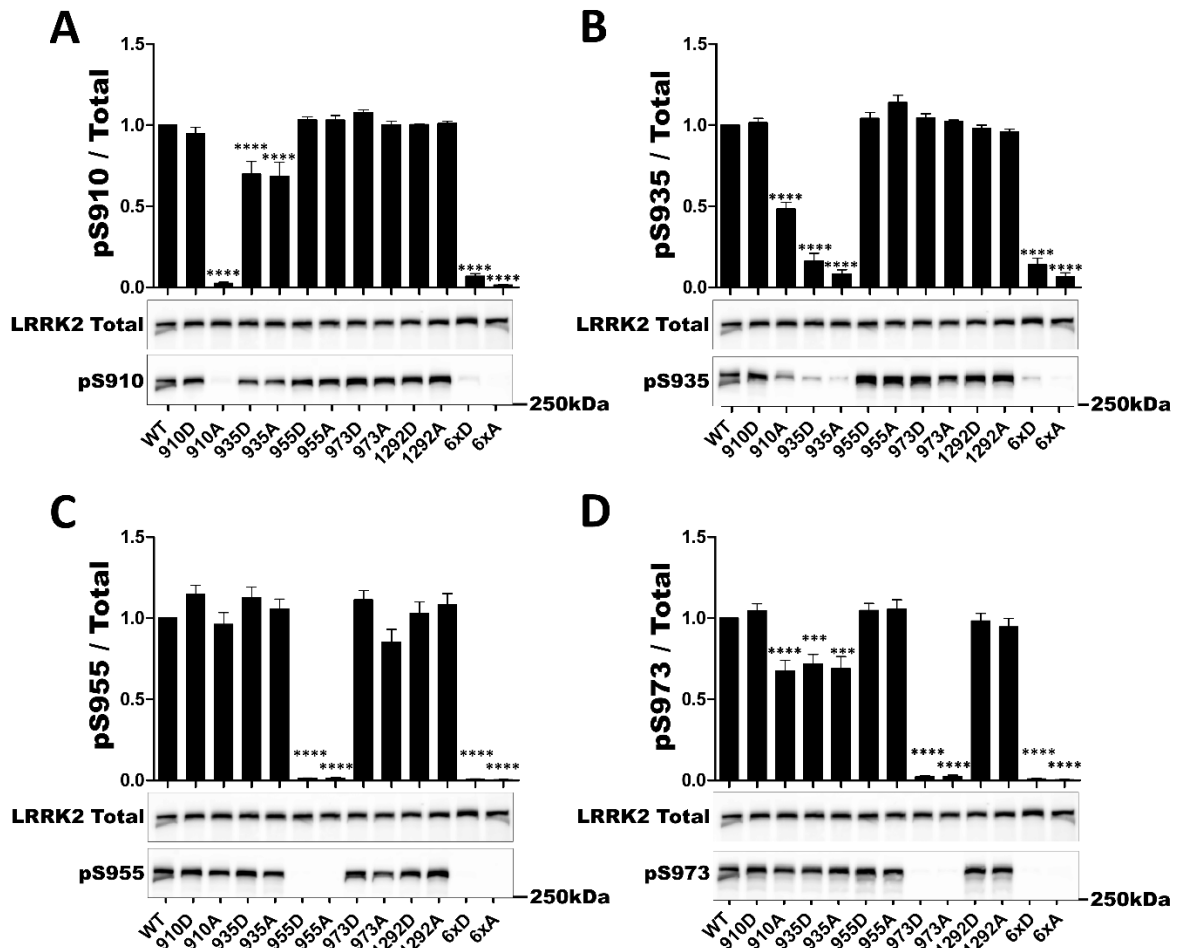 A
pS910 / Total
1.5
1.0
0.5
0.0
**** ****
****
****
****
LRRK2 Total
pS910
250kDa
WT 910D 910A 935D 935A 955D 955A 973D 973A 1292D 1292A 6xD 6xA
B
pS935 / Total
1.5
1.0
0.5
0.0
****
****
****
****
****
LRRK2 Total
pS935
250kDa
WT 910D 910A 935D 935A 955D 955A 973D 973A 1292D 1292A 6xD 6xA
C
pS955 / Total
1.5
1.0
0.5
0.0
****
****
****
****
LRRK2 Total
pS955
250kDa
WT 910D 910A 935D 935A 955D 955A 973D 973A 1292D 1292A 6xD 6xA
D
pS973 / Total
1.5
1.0
0.5
0.0
**** *** ***
****
****
****
****
LRRK2 Total
pS973
250kDa
WT 910D 910A 935D 935A 955D 955A 973D 973A 1292D 1292A 6xD 6xA